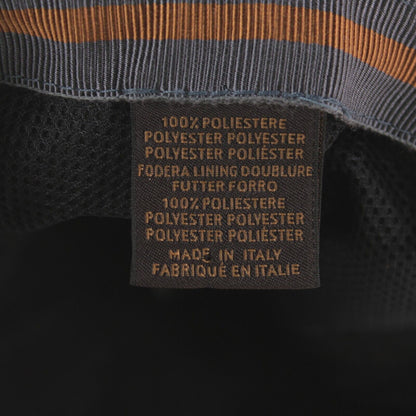 100% POLIESTERE
POLYESTER POLYESTER
POLYESTER POLIÉSTER
FODERA LINING DOUBLURE
FUTTER FORRO
100% POLIESTERE
POLYESTER POLYESTER
POLYESTER POLIÉSTER
MADE IN ITALY
FABRIQUÉ EN ITALIE